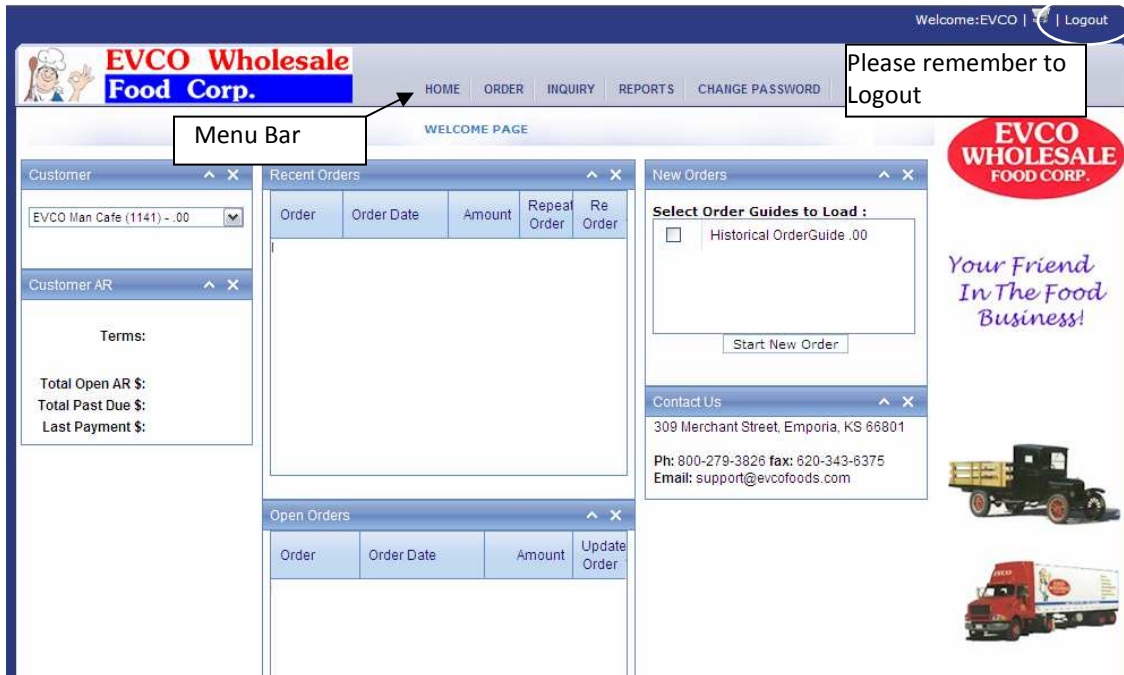 Welcome:EVCO | | Logout
EVCO Wholesale
Food Corp.
HOME ORDER INQUIRY REPORTS CHANGE PASSWORD
Please remember to
Logout
Menu Bar
WELCOME PAGE
EVCO
WHOLESALE
FOOD CORP.
Your Friend
In The Food
Business!
Customer
EVCO Man Cafe (1141) - .00
Customer AR
Terms:
Total Open AR $:
Total Past Due $:
Last Payment $:
Recent Orders
Order Order Date Amount Repeat Order Re Order
Open Orders
Order Order Date Amount Update Order
New Orders
Select Order Guides to Load :
Historical OrderGuide .00
Start New Order
Contact Us
309 Merchant Street, Emporia, KS 66801
Ph: 800-279-3826 fax: 620-343-6375
Email: support@evcofoods.com
EVCO